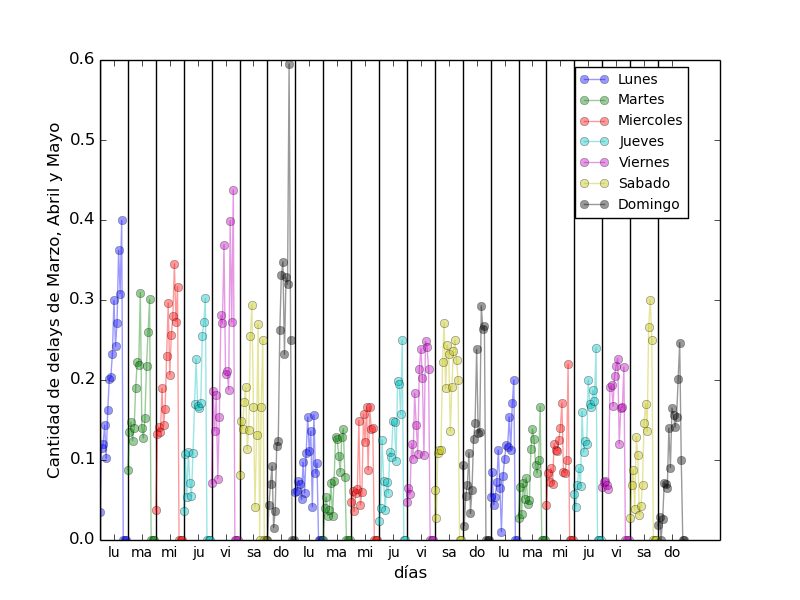 Cantidad de delays de Marzo, Abril y Mayo
0.6
0.5
0.4
0.3
0.2
0.1
0.0
Lunes
Martes
Miercoles
Jueves
Viernes
Sabado
Domingo
lu ma mi ju vi sa do lu ma mi ju vi sa do lu ma mi ju vi sa do
días